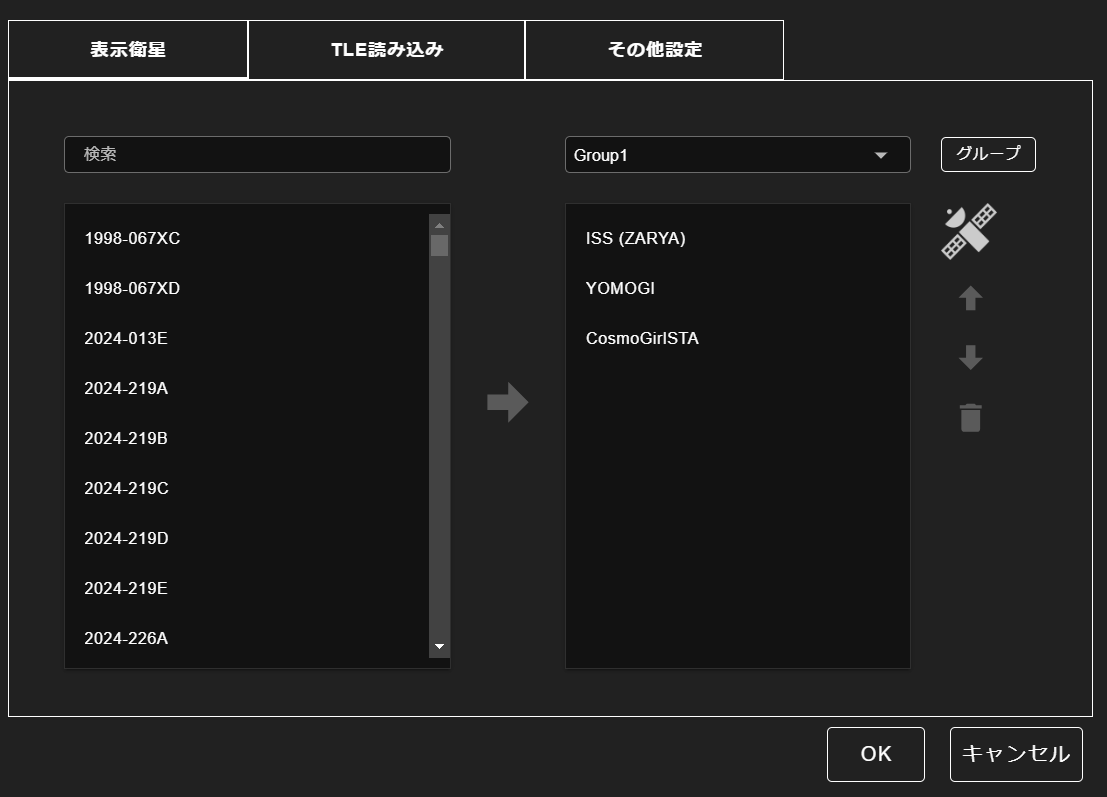 表示衛星
TLE読み込み
その他設定
検索
Group1
グループ
1998-067XC
1998-067XD
2024-013E
2024-219A
2024-219B
2024-219C
2024-219D
2024-219E
2024-226A
ISS (ZARYA)
YOMOGI
CosmoGirlSTA
OK
キャンセル